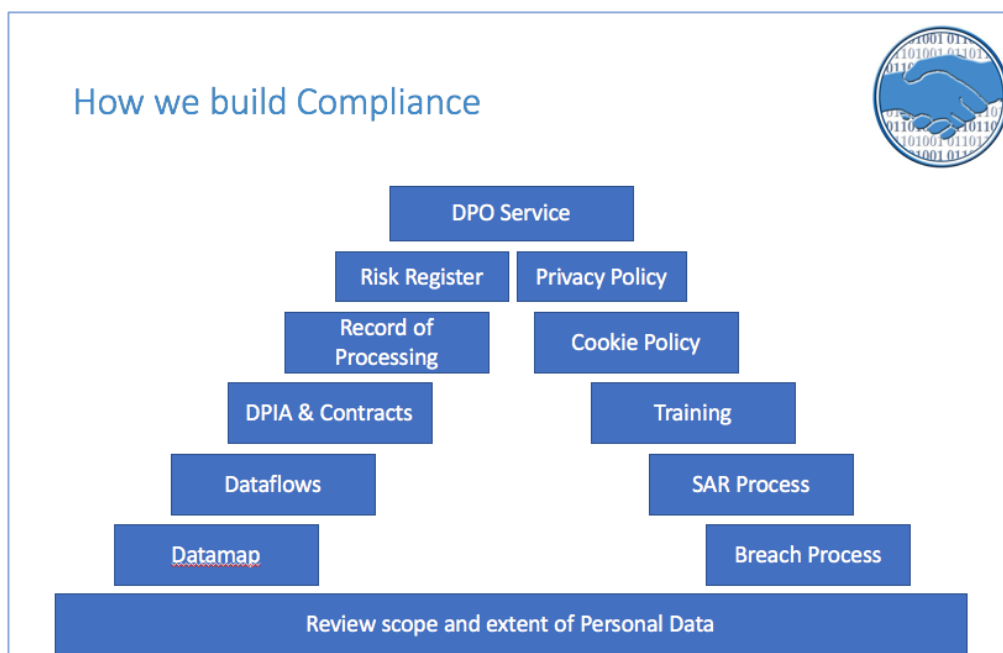 How we build Compliance
DPO Service
Risk Register
Privacy Policy
Record of
Processing
Cookie Policy
DPIA & Contracts
Training
Dataflows
SAR Process
Datamap
Breach Process
Review scope and extent of Personal Data